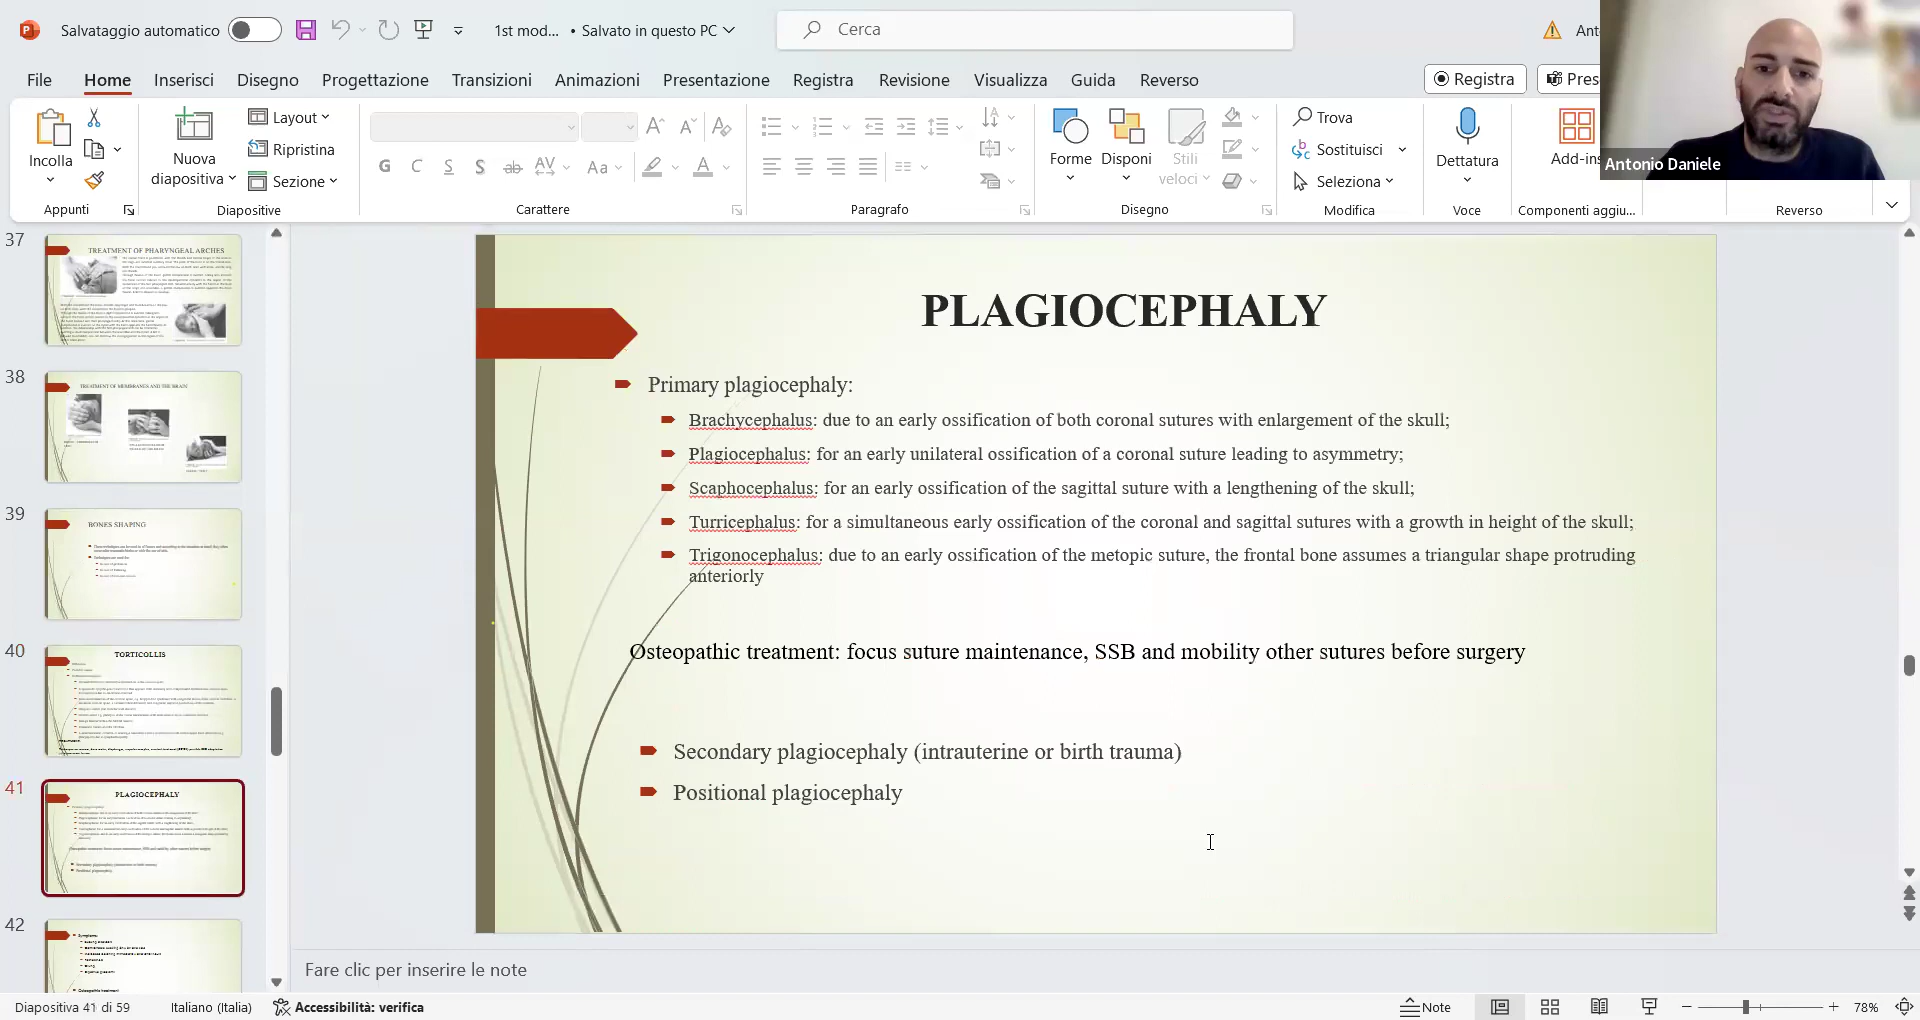 Salvataggio automatico
1st mod... • Salvato in questo PC
Cerca
File Home Inserisci Disegno Progettazione Transizioni Animazioni Presentazione Registra Revisione Visualizza Guida Reverso
Registra
Incolla
Nuova
diapositiva
Layout
Ripristina
Sezione
Forme
Disponi
Stili
veloci
Trova
Sostituisci
Seleziona
Dettatura
Antonio Daniele
Appunti Diapositive Carattere Paragrafo Disegno Modifica Voce Componenti aggiu... Reverso
37
TREATMENT OF PHARYNGEAL ARCHES
38
TREATMENT OF MEMBRANES AND THE BRAIN
39
BONES SHAPING
40
TORTICOLLIS
41
PLAGIOCEPHALY
42
PLAGIOCEPHALY
Primary plagiocephaly:
Brachycephalus: due to an early ossification of both coronal sutures with enlargement of the skull;
Plagiocephalus: for an early unilateral ossification of a coronal suture leading to asymmetry;
Scaphocephalus: for an early ossification of the sagittal suture with a lengthening of the skull;
Turricephalus: for a simultaneous early ossification of the coronal and sagittal sutures with a growth in height of the skull;
Trigonocephalus: due to an early ossification of the metopic suture, the frontal bone assumes a triangular shape protruding
anteriorly
Osteopathic treatment: focus suture maintenance, SSB and mobility other sutures before surgery
Secondary plagiocephaly (intrauterine or birth trauma)
Positional plagiocephaly
Fare clic per inserire le note
Diapositiva 41 di 59 Italiano (Italia) Accessibilità: verifica Note 78%